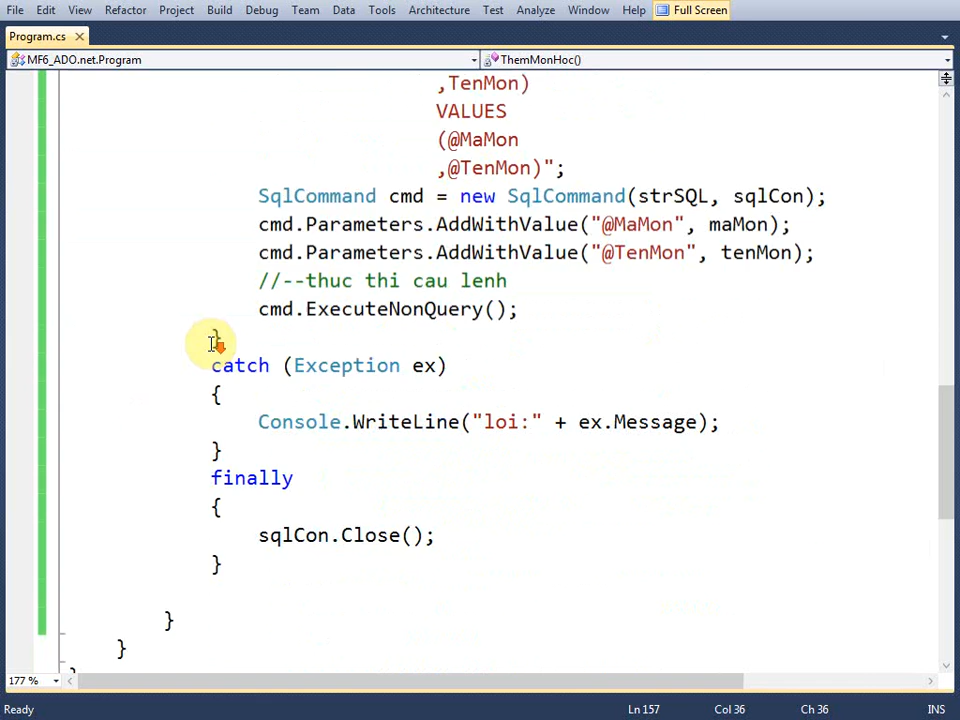 File Edit View Refactor Project Build Debug Team Data Tools Architecture Test Analyze Window Help Full Screen
Program.cs
MF6_ADO.net.Program ThemMonHoc()
,TenMon)
VALUES
(@MaMon
,@TenMon)";
SqlCommand cmd = new SqlCommand(strSQL, sqlCon);
cmd.Parameters.AddWithValue("@MaMon", maMon);
cmd.Parameters.AddWithValue("@TenMon", tenMon);
//--thuc thi cau lenh
cmd.ExecuteNonQuery();
}
catch (Exception ex)
{
Console.WriteLine("loi:" + ex.Message);
}
finally
{
sqlCon.Close();
}
}
}
177 %
Ready Ln 157 Col 36 Ch 36 INS